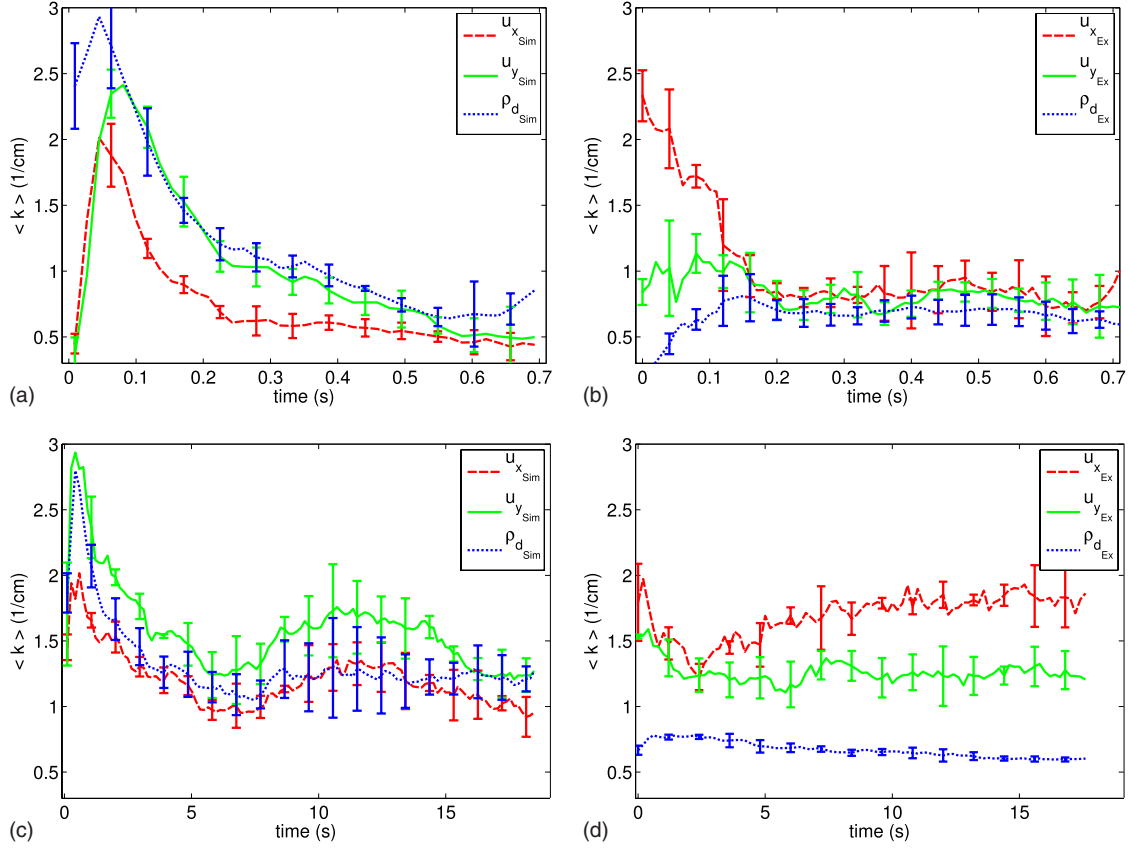 3
2.5
2
1.5
1
0.5
< k > (1/cm)
0 0.1 0.2 0.3 0.4 0.5 0.6 0.7
time (s)
(a)
u_x_Sim
u_y_Sim
ρ_d_Sim
3
2.5
2
1.5
1
0.5
< k > (1/cm)
0 0.1 0.2 0.3 0.4 0.5 0.6 0.7
time (s)
(b)
u_x_Ex
u_y_Ex
ρ_d_Ex
3
2.5
2
1.5
1
0.5
< k > (1/cm)
0 5 10 15
time (s)
(c)
u_x_Sim
u_y_Sim
ρ_d_Sim
3
2.5
2
1.5
1
0.5
< k > (1/cm)
0 5 10 15
time (s)
(d)
u_x_Ex
u_y_Ex
ρ_d_Ex